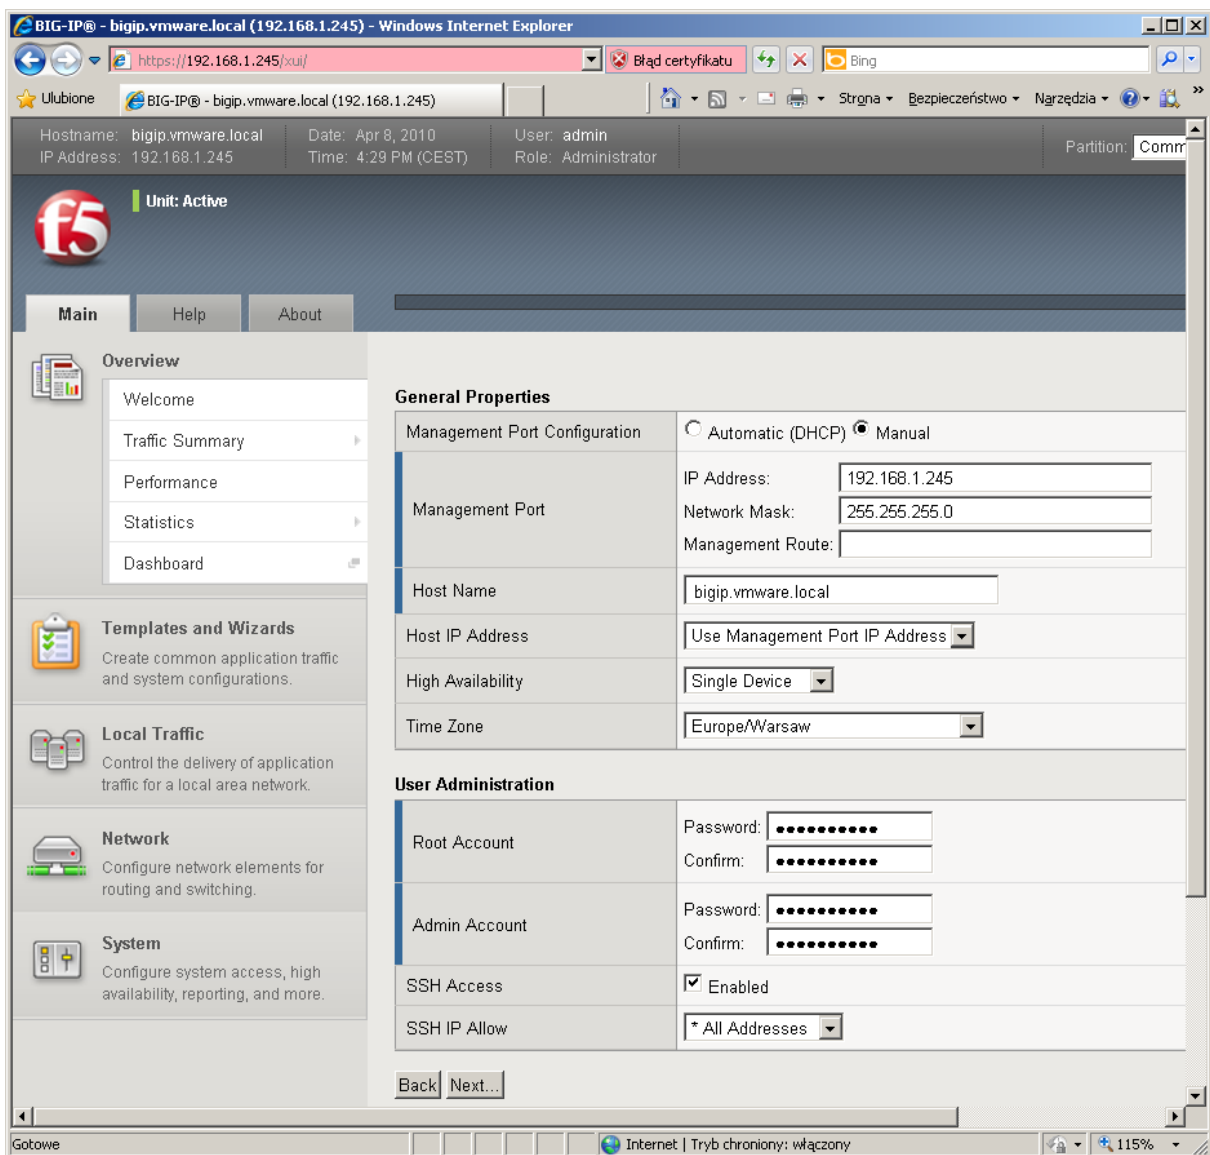 BIG-IP® - bigip.vmware.local (192.168.1.245) - Windows Internet Explorer
https://192.168.1.245/xui/ Błąd certyfikatu Bing
Ulubione BIG-IP® - bigip.vmware.local (192.168.1.245) Strona Bezpieczeństwo Narzędzia »
Hostname: bigip.vmware.local Date: Apr 8, 2010 User: admin
IP Address: 192.168.1.245 Time: 4:29 PM (CEST) Role: Administrator
Partition: Comm
f5
Unit: Active
Main Help About
Overview
Welcome
Traffic Summary
Performance
Statistics
Dashboard
Templates and Wizards
Create common application traffic
and system configurations.
Local Traffic
Control the delivery of application
traffic for a local area network.
Network
Configure network elements for
routing and switching.
System
Configure system access, high
availability, reporting, and more.
General Properties
Management Port Configuration Automatic (DHCP) Manual
Management Port
IP Address: 192.168.1.245
Network Mask: 255.255.255.0
Management Route:
Host Name bigip.vmware.local
Host IP Address Use Management Port IP Address
High Availability Single Device
Time Zone Europe/Warsaw
User Administration
Root Account
Password: ●●●●●●●●●●
Confirm: ●●●●●●●●●●
Admin Account
Password: ●●●●●●●●●●
Confirm: ●●●●●●●●●●
SSH Access Enabled
SSH IP Allow * All Addresses
Back Next...
Gotowe Internet | Tryb chroniony: włączony 115%